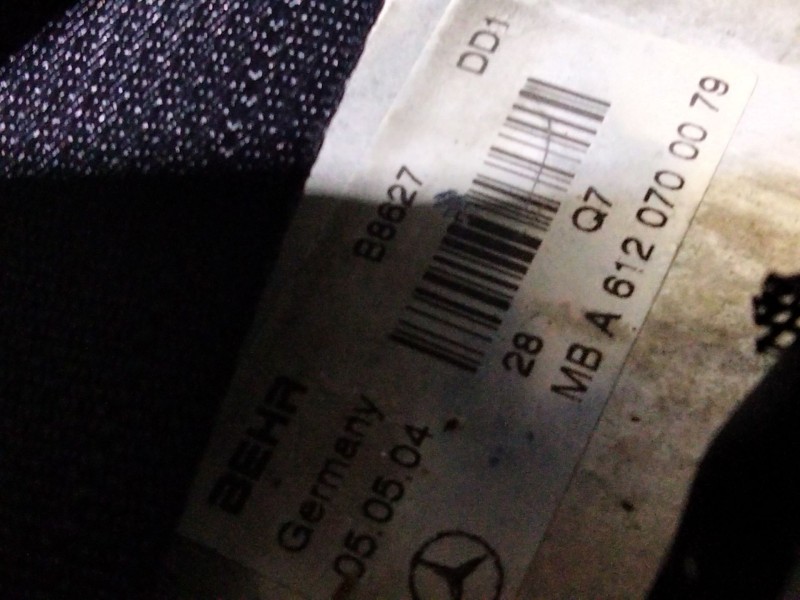 DD1
B8627
Q7
28
MB A 612 070 00 79
BEHR
Germany
05.05.04